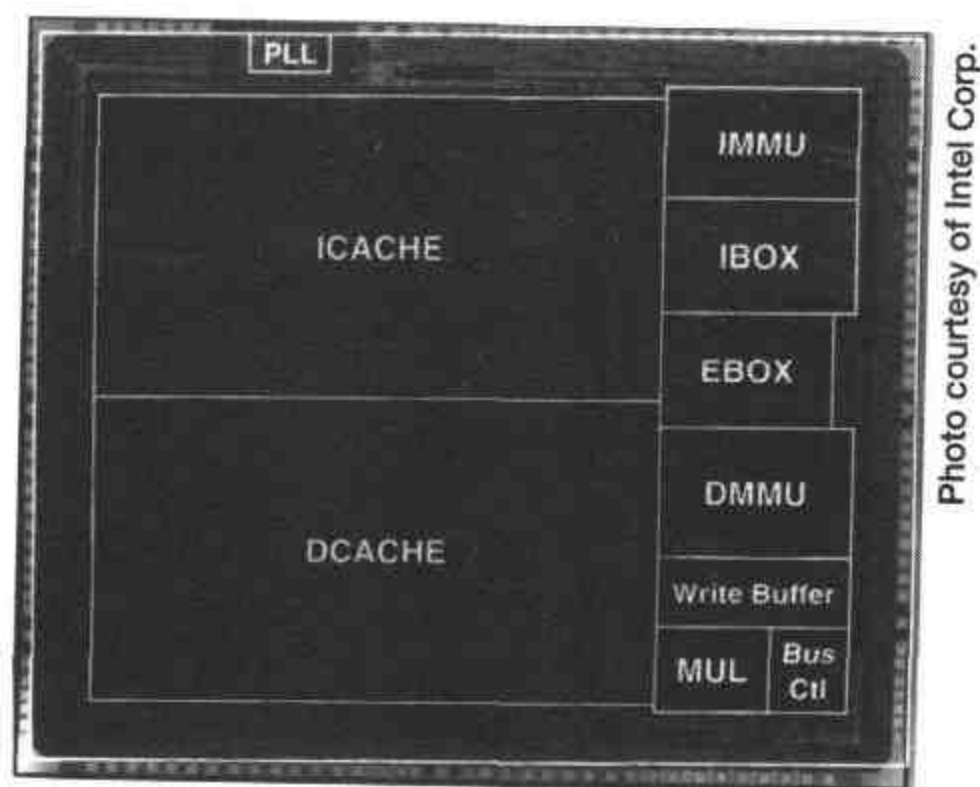 PLL
ICACHE
DCACHE
IMMU
IBOX
EBOX
DMMU
Write Buffer
MUL
Bus
Ctl
Photo courtesy of Intel Corp.